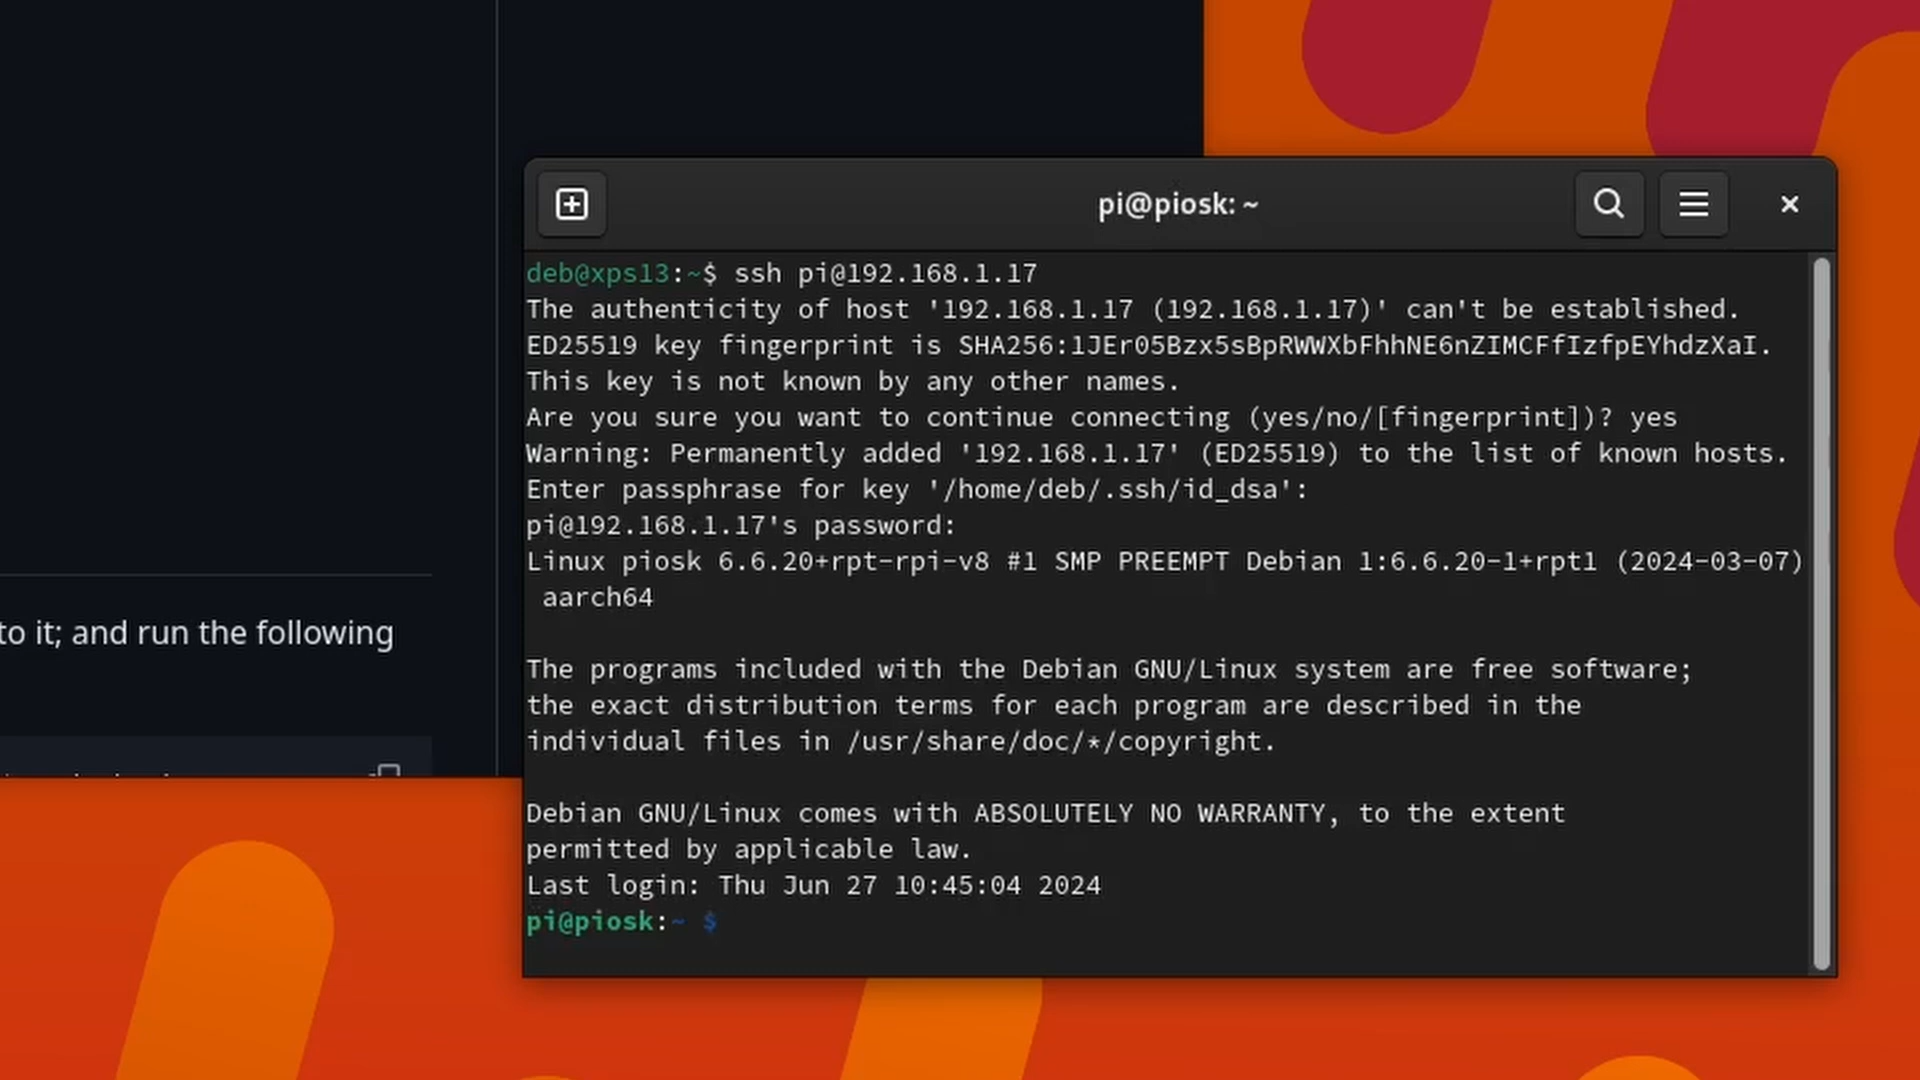 pi@piosk: ~
deb@xps13:~$ ssh pi@192.168.1.17
The authenticity of host '192.168.1.17 (192.168.1.17)' can't be established.
ED25519 key fingerprint is SHA256:1JEr05Bzx5sBpRWWXbFhhNE6nZIMCFfIzfpEYhdzXaI.
This key is not known by any other names.
Are you sure you want to continue connecting (yes/no/[fingerprint])? yes
Warning: Permanently added '192.168.1.17' (ED25519) to the list of known hosts.
Enter passphrase for key '/home/deb/.ssh/id_dsa':
pi@192.168.1.17's password:
Linux piosk 6.6.20+rpt-rpi-v8 #1 SMP PREEMPT Debian 1:6.6.20-1+rpt1 (2024-03-07)
aarch64
The programs included with the Debian GNU/Linux system are free software;
the exact distribution terms for each program are described in the
individual files in /usr/share/doc/*/copyright.
Debian GNU/Linux comes with ABSOLUTELY NO WARRANTY, to the extent
permitted by applicable law.
Last login: Thu Jun 27 10:45:04 2024
pi@piosk:~ $
to it; and run the following